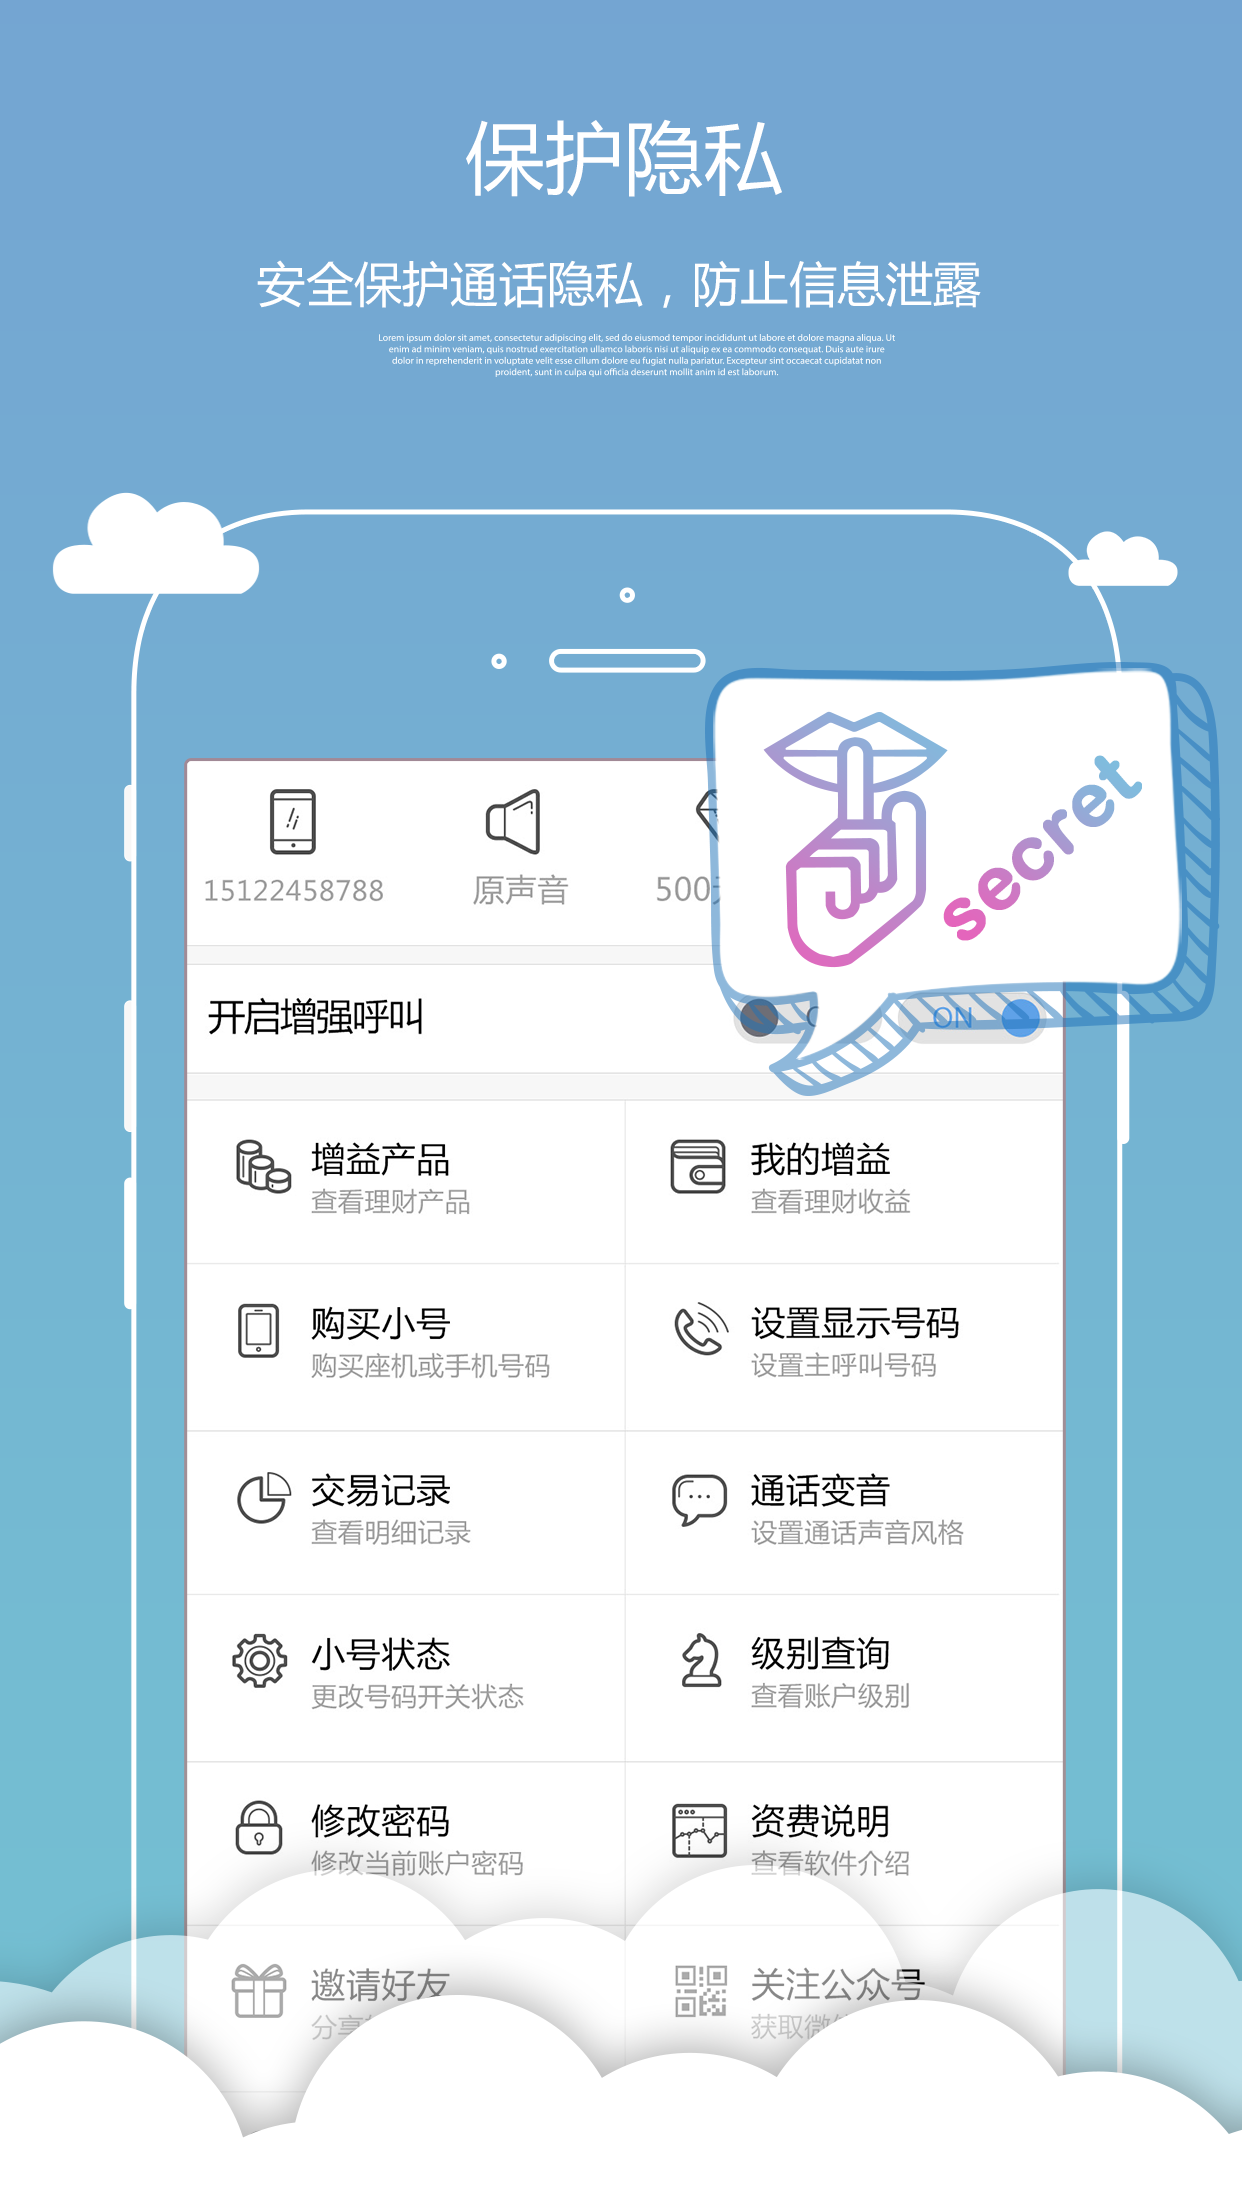 保护隐私
安全保护通话隐私，防止信息泄露
Lorem ipsum dolor sit amet, consectetur adipiscing elit, sed do eiusmod tempor incididunt ut labore et dolore magna aliqua. Ut
enim ad minim veniam, quis nostrud exercitation ullamco laboris nisi ut aliquip ex ea commodo consequat. Duis aute irure
dolor in reprehenderit in voluptate velit esse cillum dolore eu fugiat nulla pariatur. Excepteur sint occaecat cupidatat non
proident, sunt in culpa qui officia deserunt mollit anim id est laborum.
secret
15122458788 原声音 500
开启增强呼叫 ON
增益产品 我的增益
查看理财产品 查看理财收益
购买小号 设置显示号码
购买座机或手机号码 设置主呼叫号码
交易记录 通话变音
查看明细记录 设置通话声音风格
小号状态 级别查询
更改号码开关状态 查看账户级别
修改密码 资费说明
修改当前账户密码 查看软件介绍
邀请好友 关注公众号
分享 获取微